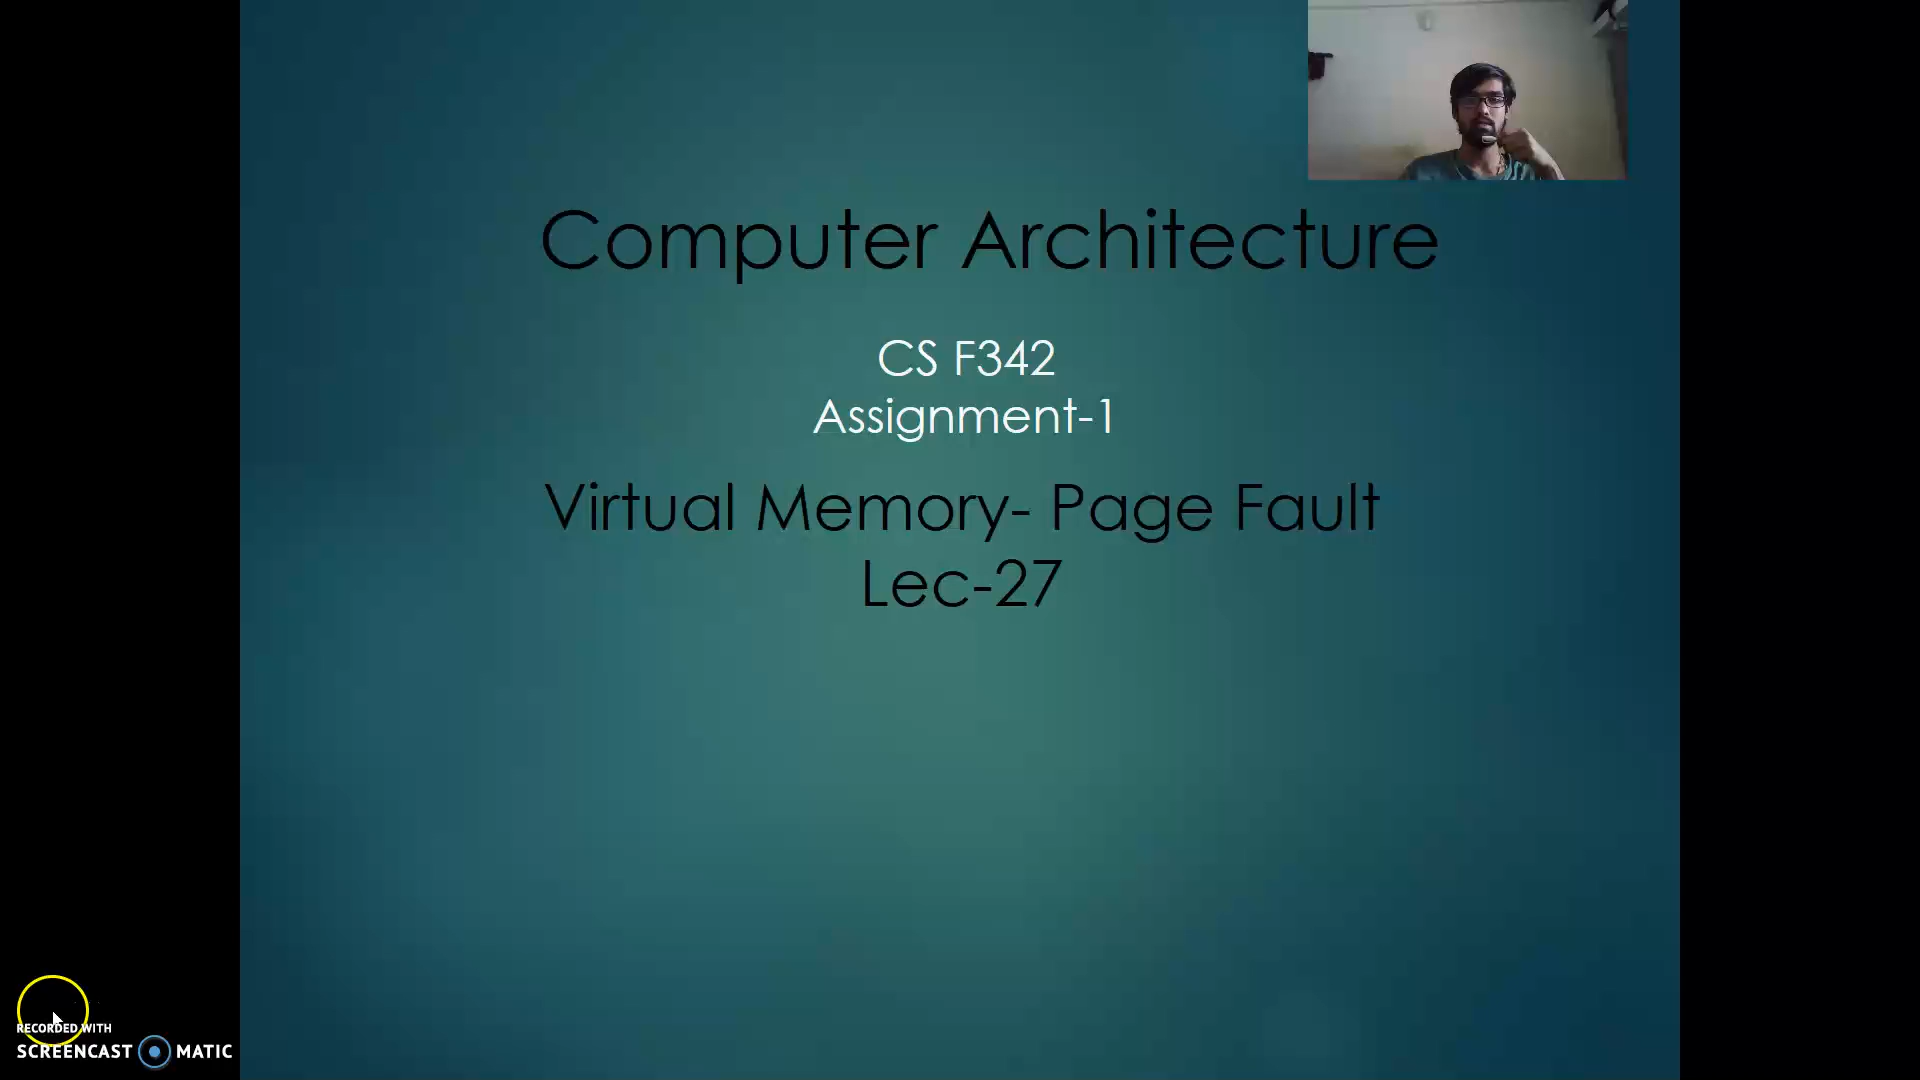 Computer Architecture
CS F342
Assignment-1
Virtual Memory- Page Fault
Lec-27
RECORDED WITH
SCREENCAST MATIC